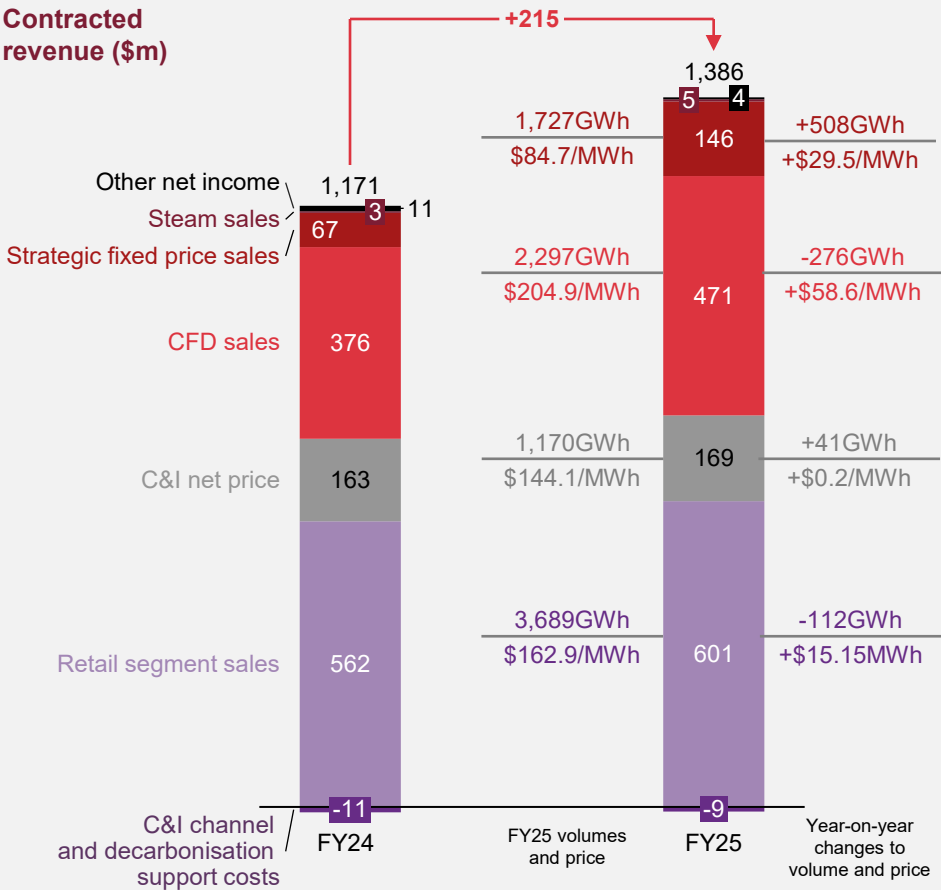 Contracted
revenue ($m)
+215
1,386
5
4
1,727GWh
$84.7/MWh
146
+508GWh
+$29.5/MWh
Other net income
1,171
11
Steam sales
3
67
Strategic fixed price sales
2,297GWh
$204.9/MWh
471
-276GWh
+$58.6/MWh
CFD sales
376
1,170GWh
$144.1/MWh
169
+41GWh
+$0.2/MWh
C&I net price
163
3,689GWh
$162.9/MWh
601
-112GWh
+$15.15MWh
Retail segment sales
562
-11
-9
C&I channel
and decarbonisation
support costs
FY24
FY25 volumes
and price
FY25
Year-on-year
changes to
volume and price